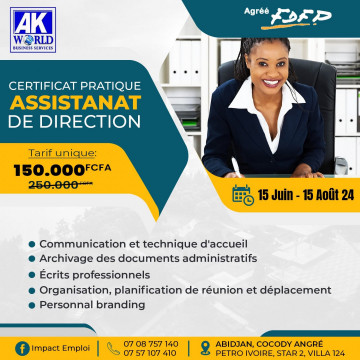 AK
WORLD
BUSINESS SERVICES
Agréé FDFP
CERTIFICAT PRATIQUE
ASSISTANAT
DE DIRECTION
Tarif unique:
150.000FCFA
250.000FCFA
15 Juin - 15 Août 24
Communication et technique d'accueil
Archivage des documents administratifs
Écrits professionnels
Organisation, planification de réunion et déplacement
Personnal branding
Impact Emploi
07 08 757 140
07 57 107 410
ABIDJAN, COCODY ANGRÉ
PETRO IVOIRE, STAR 2, VILLA 124